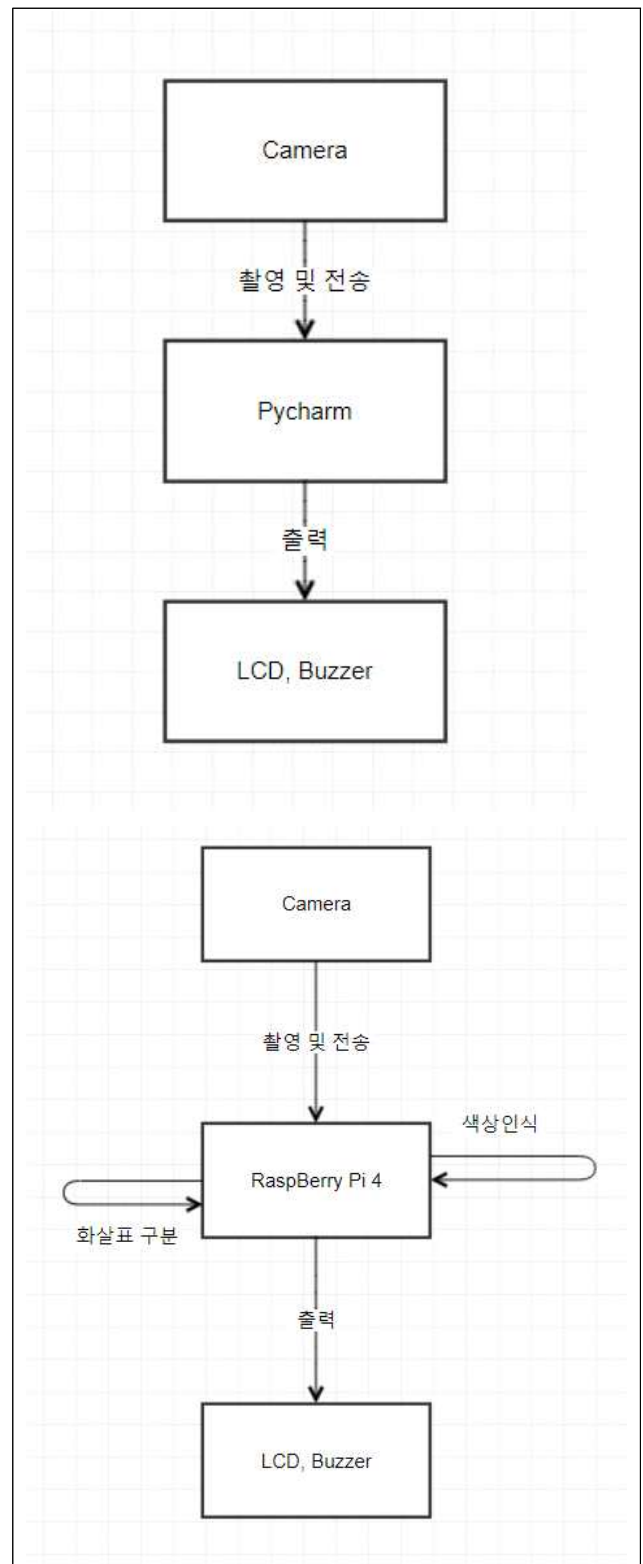 Camera
촬영 및 전송
Pycharm
출력
LCD, Buzzer
Camera
촬영 및 전송
색상인식
RaspBerry Pi 4
화살표 구분
출력
LCD, Buzzer